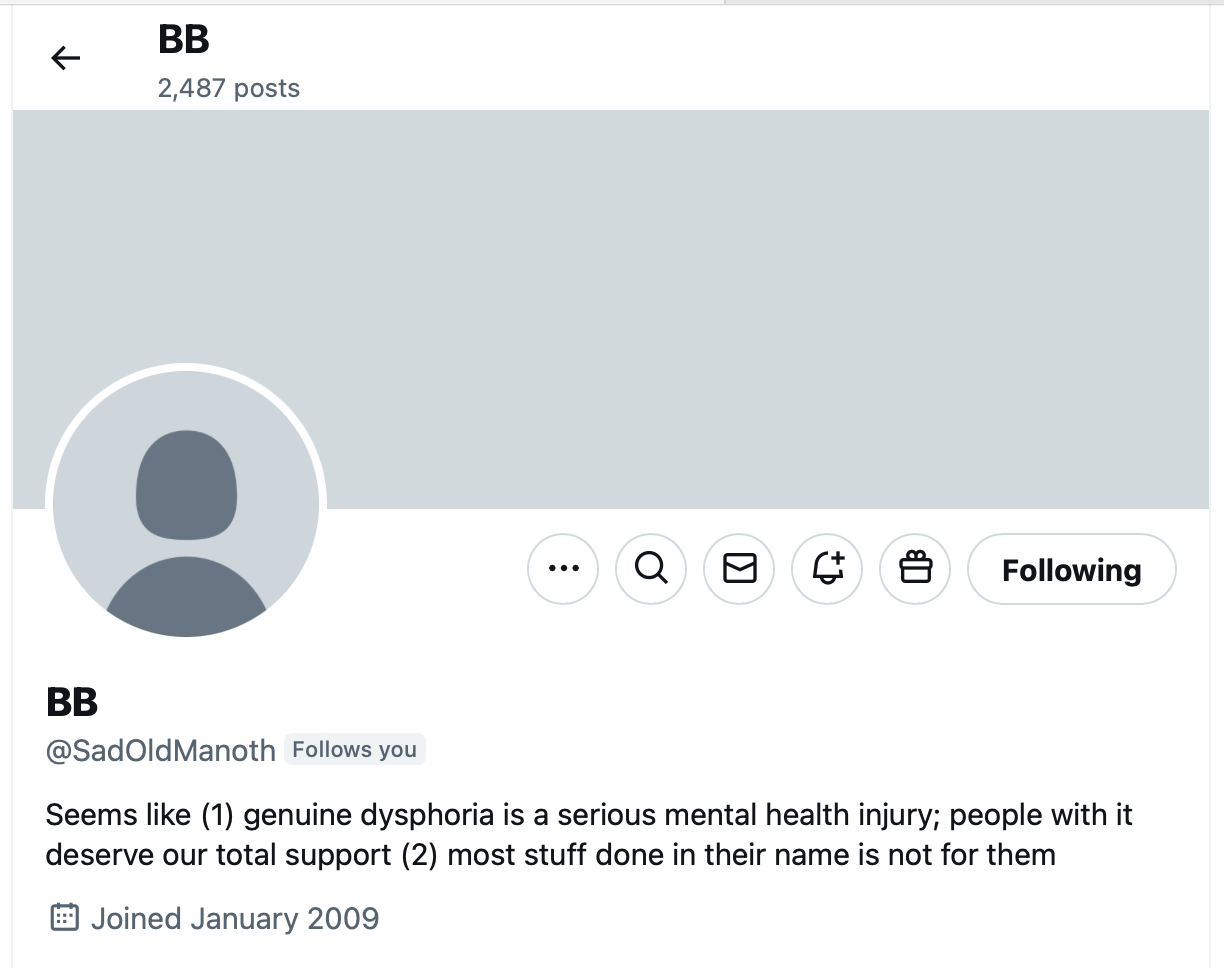 BB
2,487 posts
Following
BB
@SadOldManoth Follows you
Seems like (1) genuine dysphoria is a serious mental health injury; people with it
deserve our total support (2) most stuff done in their name is not for them
Joined January 2009